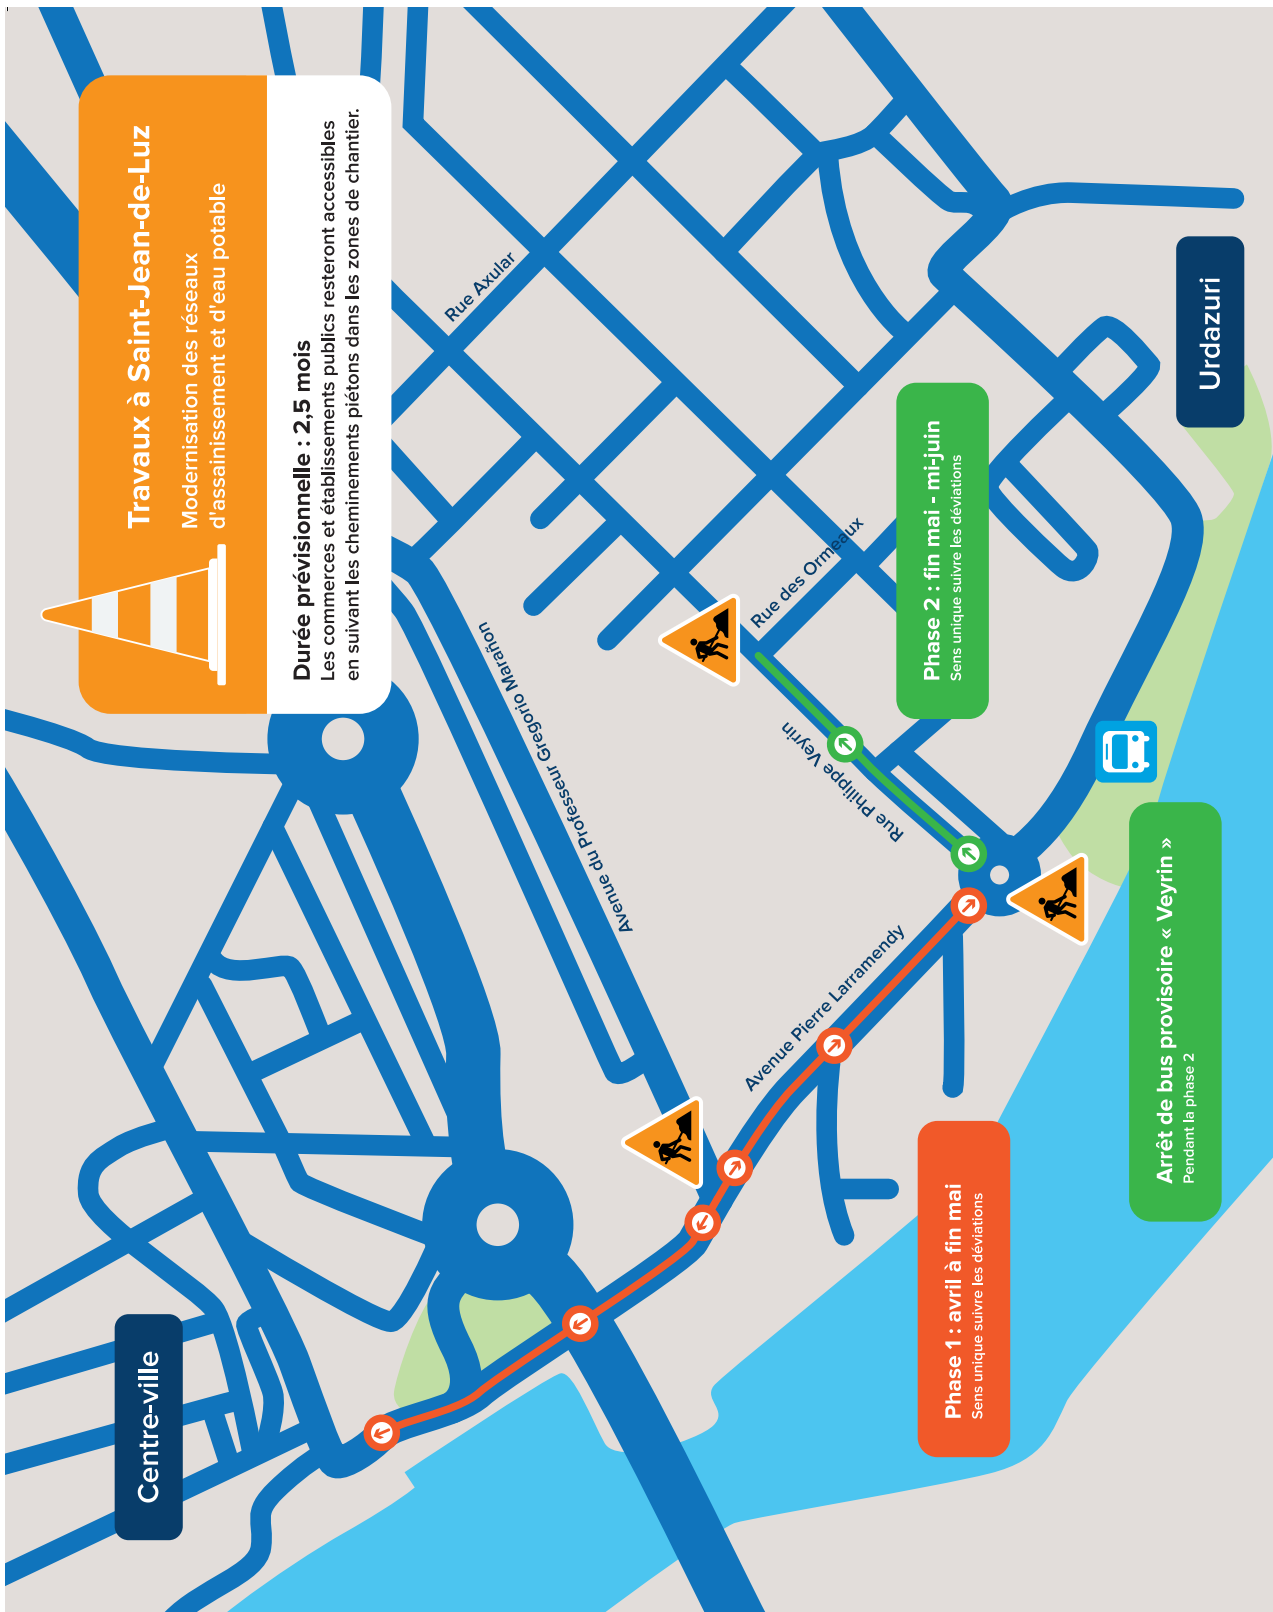 Travaux à Saint-Jean-de-Luz
Modernisation des réseaux
d'assainissement et d'eau potable
Durée prévisionnelle : 2,5 mois
Les commerces et établissements publics resteront accessibles
en suivant les cheminements piétons dans les zones de chantier.
Centre-ville
Rue Axular
Avenue du Professeur Gregorio Marañon
Rue des Ormeaux
Rue Philippe Veyrin
Avenue Pierre Larramendy
Phase 1 : avril à fin mai
Sens unique suivre les déviations
Phase 2 : fin mai - mi-juin
Sens unique suivre les déviations
Arrêt de bus provisoire « Veyrin »
Pendant la phase 2
Urdazuri